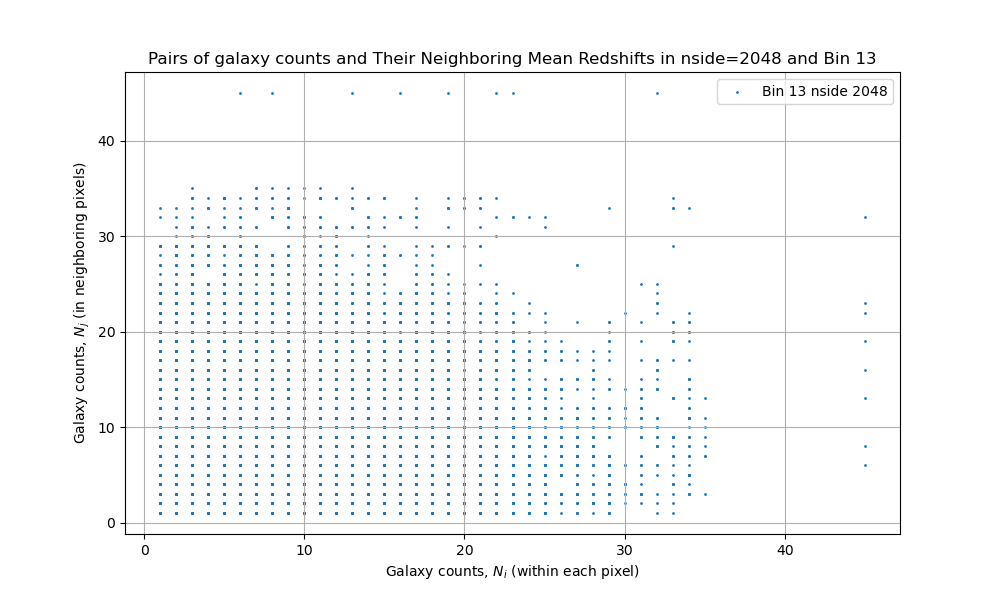 Pairs of galaxy counts and Their Neighboring Mean Redshifts in nside=2048 and Bin 13
Bin 13 nside 2048
Galaxy counts, N_j (in neighboring pixels)
40
30
20
10
0
0 10 20 30 40
Galaxy counts, N_i (within each pixel)